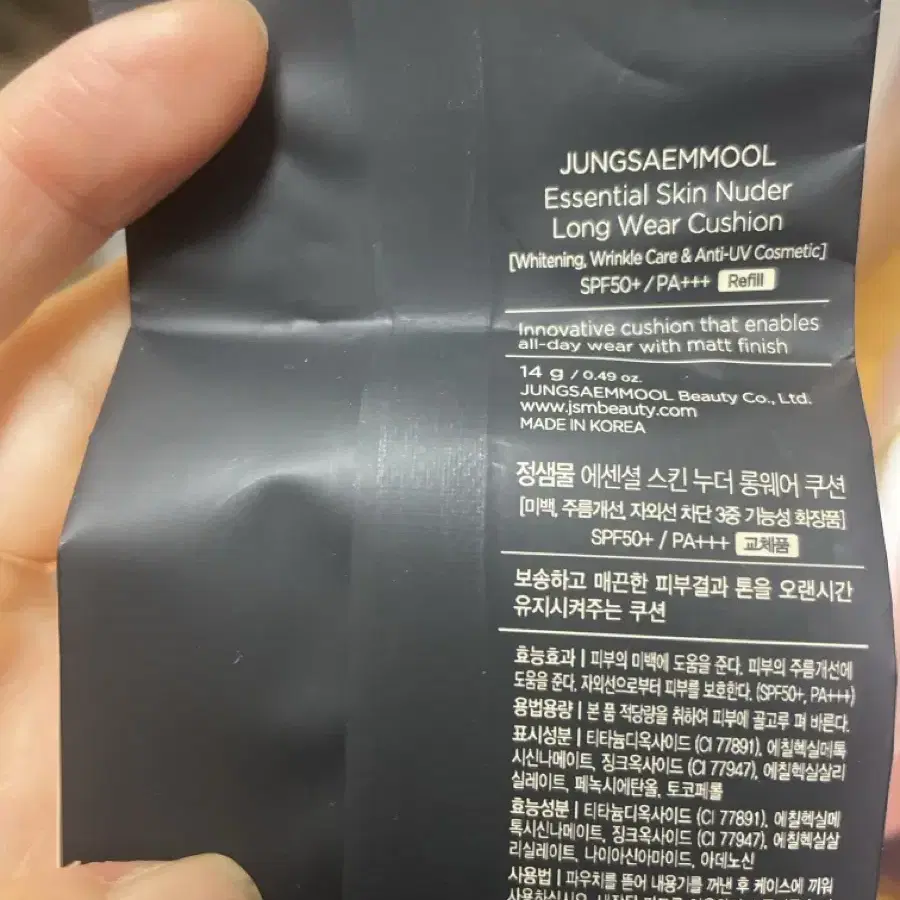 JUNGSAEMMOOL
Essential Skin Nuder
Long Wear Cushion
[Whitening, Wrinkle Care & Anti-UV Cosmetic]
SPF50+ / PA+++ Refill
Innovative cushion that enables
all-day wear with matt finish
14 g / 0.49 oz.
JUNGSAEMMOOL Beauty Co., Ltd.
www.jsmbeauty.com
MADE IN KOREA
정샘물 에센셜 스킨 누더 롱웨어 쿠션
[미백, 주름개선, 자외선 차단 3중 기능성 화장품]
SPF50+ / PA+++ 교체품
보송하고 매끈한 피부결과 톤을 오랜시간
유지시켜주는 쿠션
효능효과 | 피부의 미백에 도움을 준다. 피부의 주름개선에
도움을 준다. 자외선으로부터 피부를 보호한다. (SPF50+, PA+++)
용법용량 | 본 품 적당량을 취하여 피부에 골고루 펴 바른다.
표시성분 | 티타늄디옥사이드 (CI 77891), 에칠헥실메톡
시신나메이트, 징크옥사이드 (CI 77947), 에칠헥실살리
실레이트, 페녹시에탄올, 토코페롤
효능성분 | 티타늄디옥사이드 (CI 77891), 에칠헥실메
톡시신나메이트, 징크옥사이드 (CI 77947), 에칠헥실살
리실레이트, 나이아신아마이드, 아데노신
사용법 | 파우치를 뜯어 내용기를 꺼낸 후 케이스에 끼워